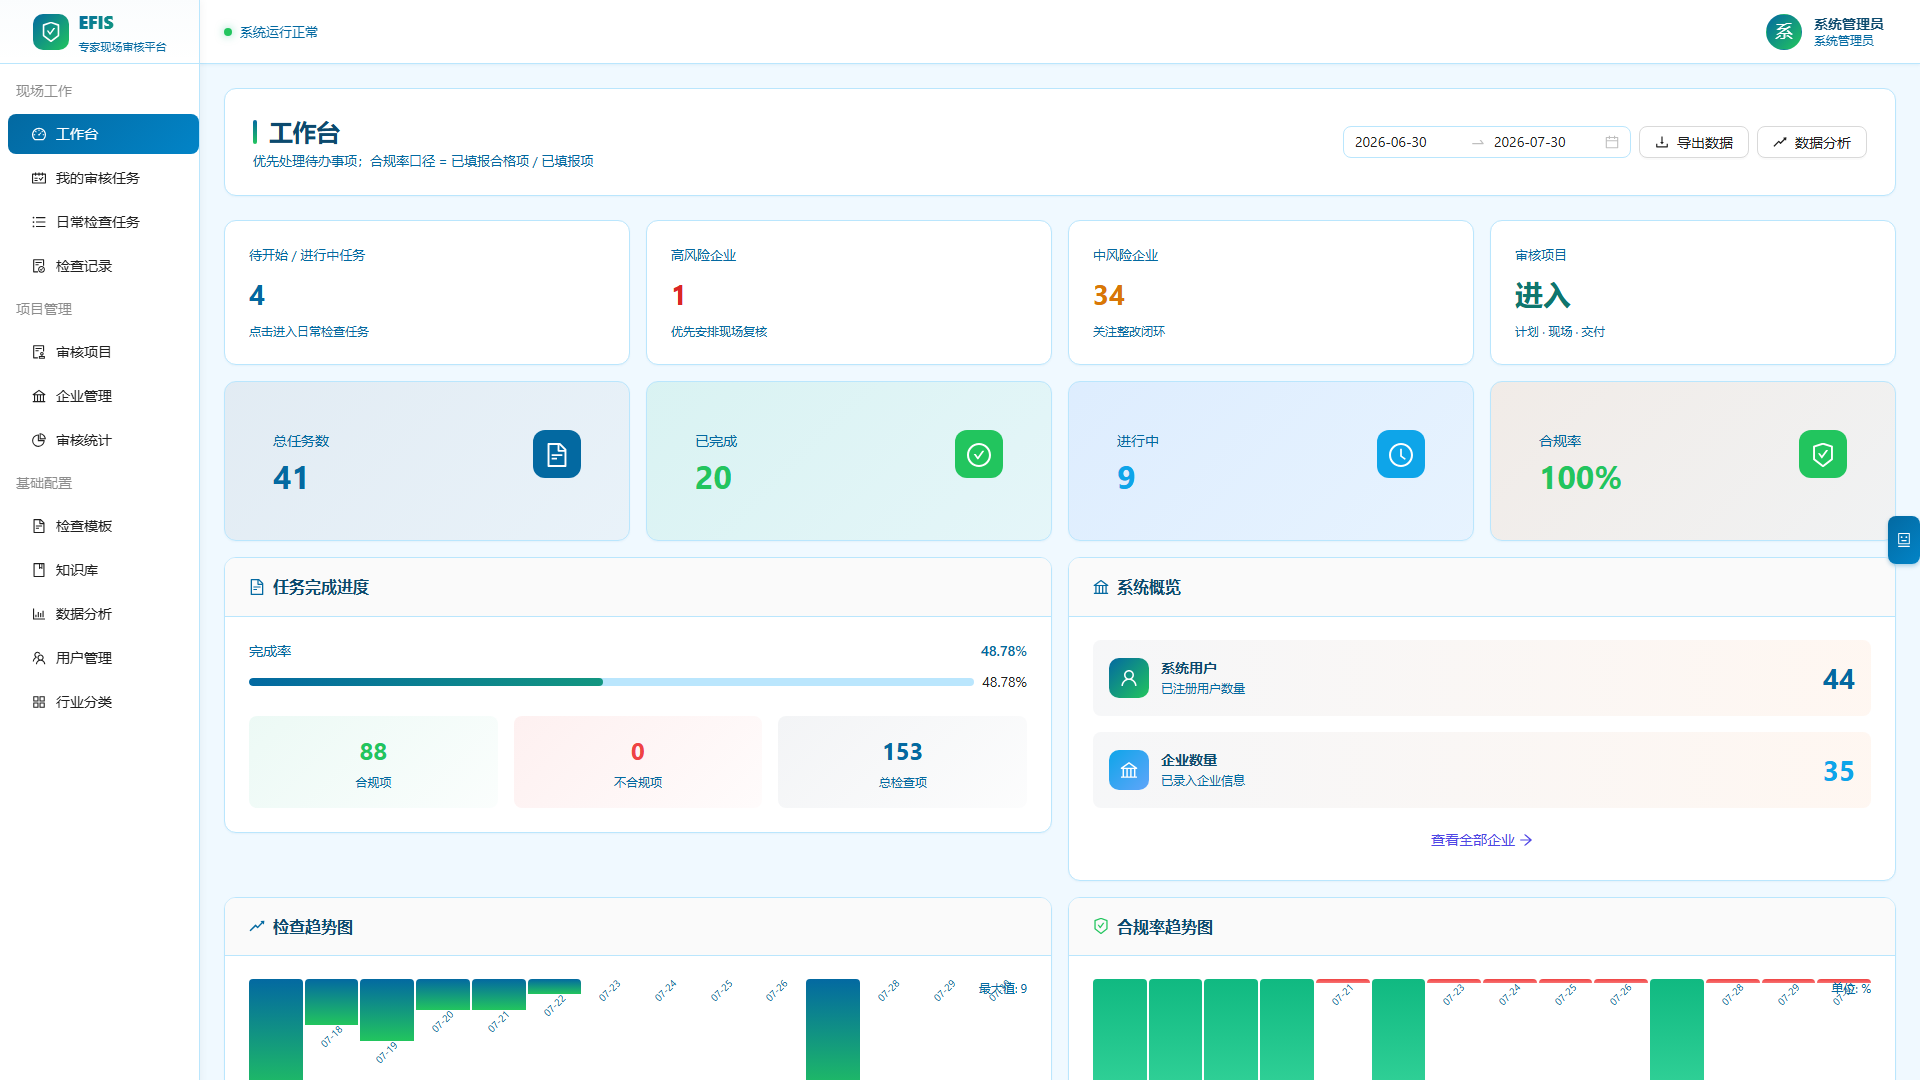 EFIS
专家现场审核平台
系统运行正常
系
系统管理员
系统管理员
现场工作
工作台
我的审核任务
日常检查任务
检查记录
项目管理
审核项目
企业管理
审核统计
基础配置
检查模板
知识库
数据分析
用户管理
行业分类
工作台
优先处理待办事项；合规率口径 = 已填报合格项 / 已填报项
2026-06-30
2026-07-30
导出数据
数据分析
待开始 / 进行中任务
4
点击进入日常检查任务
高风险企业
1
优先安排现场复核
中风险企业
34
关注整改闭环
审核项目
进入
计划 · 现场 · 交付
总任务数
41
已完成
20
进行中
9
合规率
100%
任务完成进度
完成率
48.78%
48.78%
88
合规项
0
不合规项
153
总检查项
系统概览
系统用户
已注册用户数量
44
企业数量
已录入企业信息
35
查看全部企业
检查趋势图
最大值: 9
07-18
07-19
07-20
07-21
07-22
07-23
07-24
07-25
07-26
07-28
07-29
合规率趋势图
单位: %
07-21
07-23
07-24
07-25
07-26
07-28
07-29